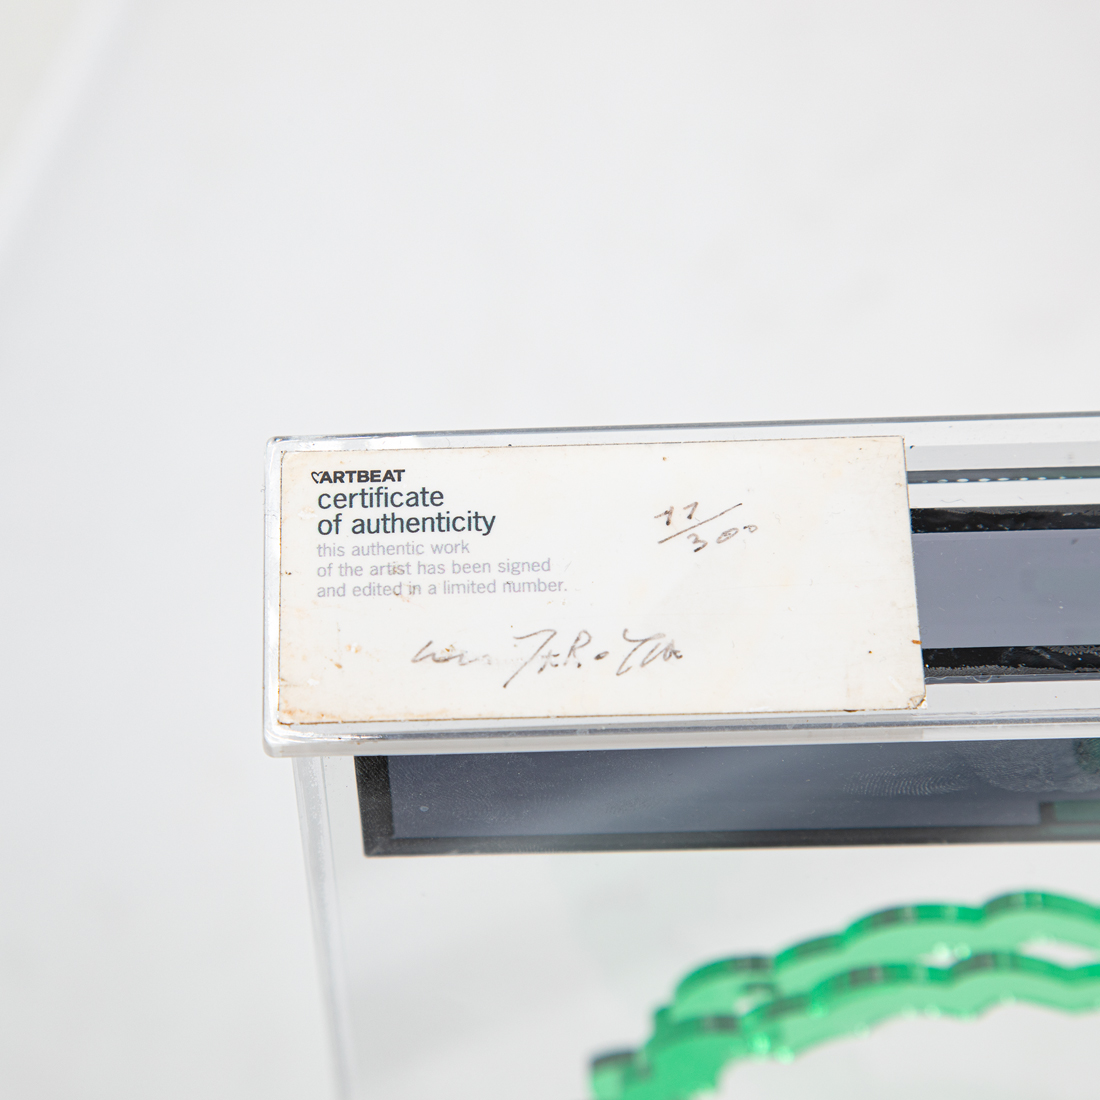 ARTBEAT
certificate
of authenticity
this authentic work
of the artist has been signed
and edited in a limited number.
/300